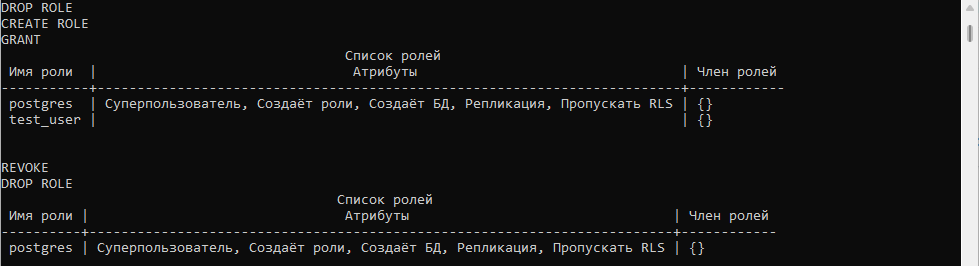 DROP ROLE
CREATE ROLE
GRANT
Список ролей
Имя роли | Атрибуты | Член ролей
-----------+-------------------------------------------------------------------------+------------
postgres | Суперпользователь, Создаёт роли, Создаёт БД, Репликация, Пропускать RLS | {}
test_user | | {}
REVOKE
DROP ROLE
Список ролей
Имя роли | Атрибуты | Член ролей
----------+-------------------------------------------------------------------------+------------
postgres | Суперпользователь, Создаёт роли, Создаёт БД, Репликация, Пропускать RLS | {}